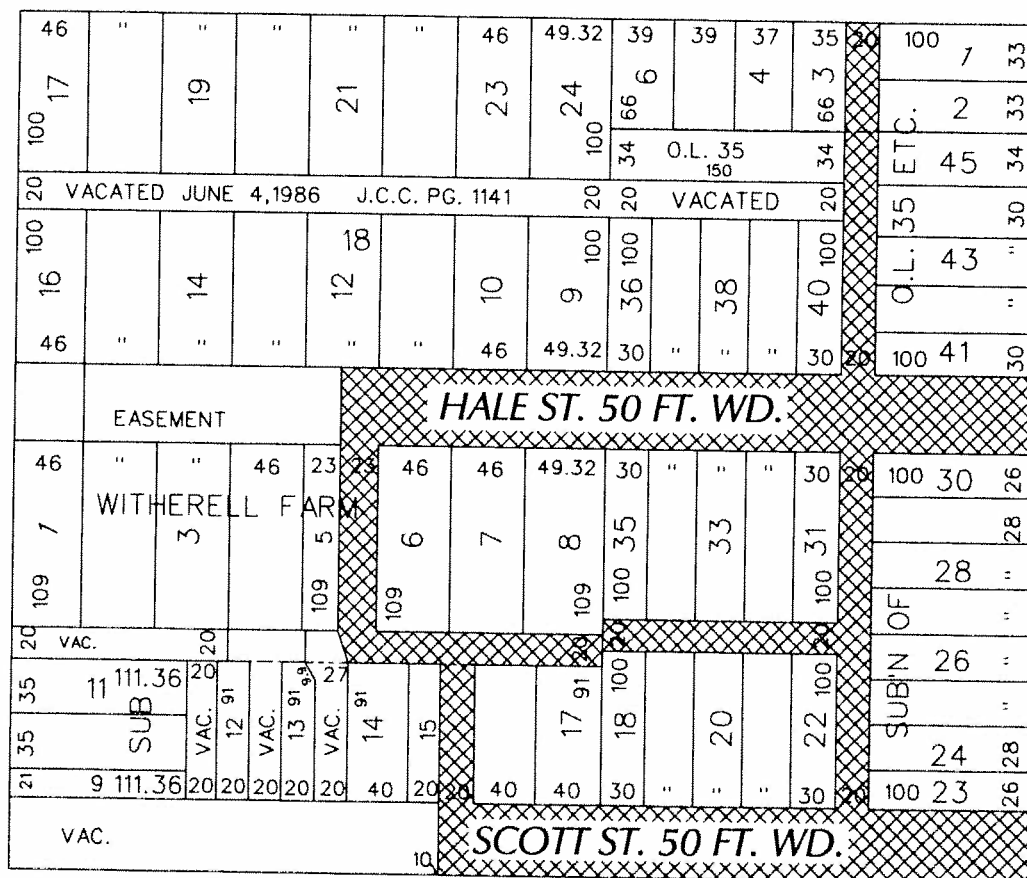 46 " " " " " 46 49.32 39 39 37 35 20 100 1 33
17 19 21 23 24 6 4 3
100 100 66 66 2 33
34 O.L. 35 34 45 34
150
20 VACATED JUNE 4,1986 J.C.C. PG. 1141 20 20 VACATED 20 30
O.L. 35 ETC.
100 18 100 100 100 43 "
16 14 12 10 9 36 38 40 "
46 " " " " " 46 49.32 30 " " " 30 20 100 41 30
HALE ST. 50 FT. WD.
EASEMENT
46 " " 46 23 23 46 46 49.32 30 " " " 30 20 100 30 26
WITHERELL FARM
28
1 3 5 6 7 8 35 33 31
109 109 109 109 100 100 28 "
"
20 VAC. 20 20 20 20
SUB'N OF
26 "
35 11 111.36 20 91 91 9.9 27 91 91 100 100 "
SUB
35 VAC. 12 VAC. 13 VAC. 14 15 17 18 20 22 24 28
21 9 111.36 20 20 20 20 20 40 20 20 40 40 30 " " " 30 20 100 23 26
VAC. SCOTT ST. 50 FT. WD.
10